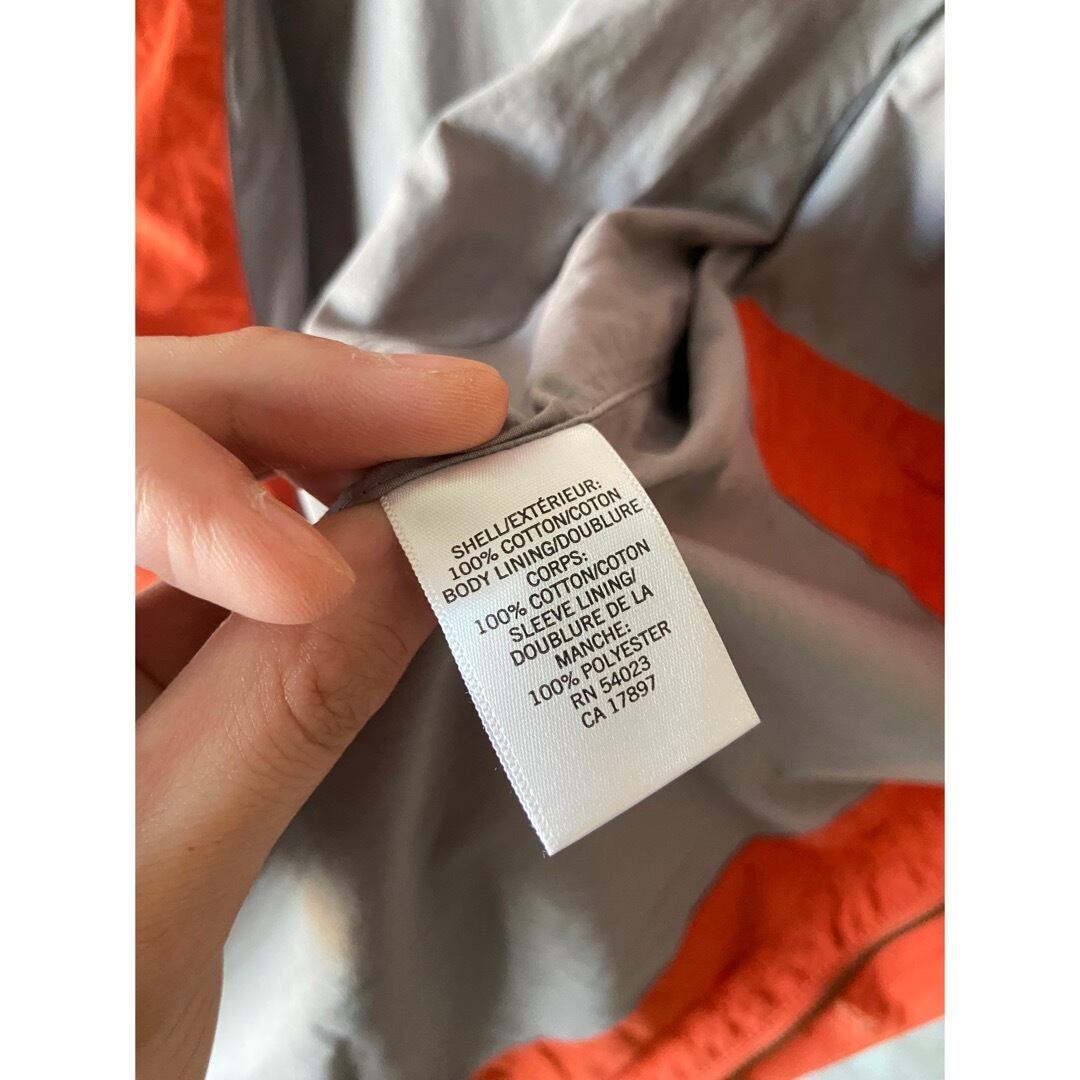 SHELL/EXTÉRIEUR:
100% COTTON/COTON
BODY LINING/DOUBLURE
CORPS:
100% COTTON/COTON
SLEEVE LINING/
DOUBLURE DE LA
MANCHE:
100% POLYESTER
RN 54023
CA 17897